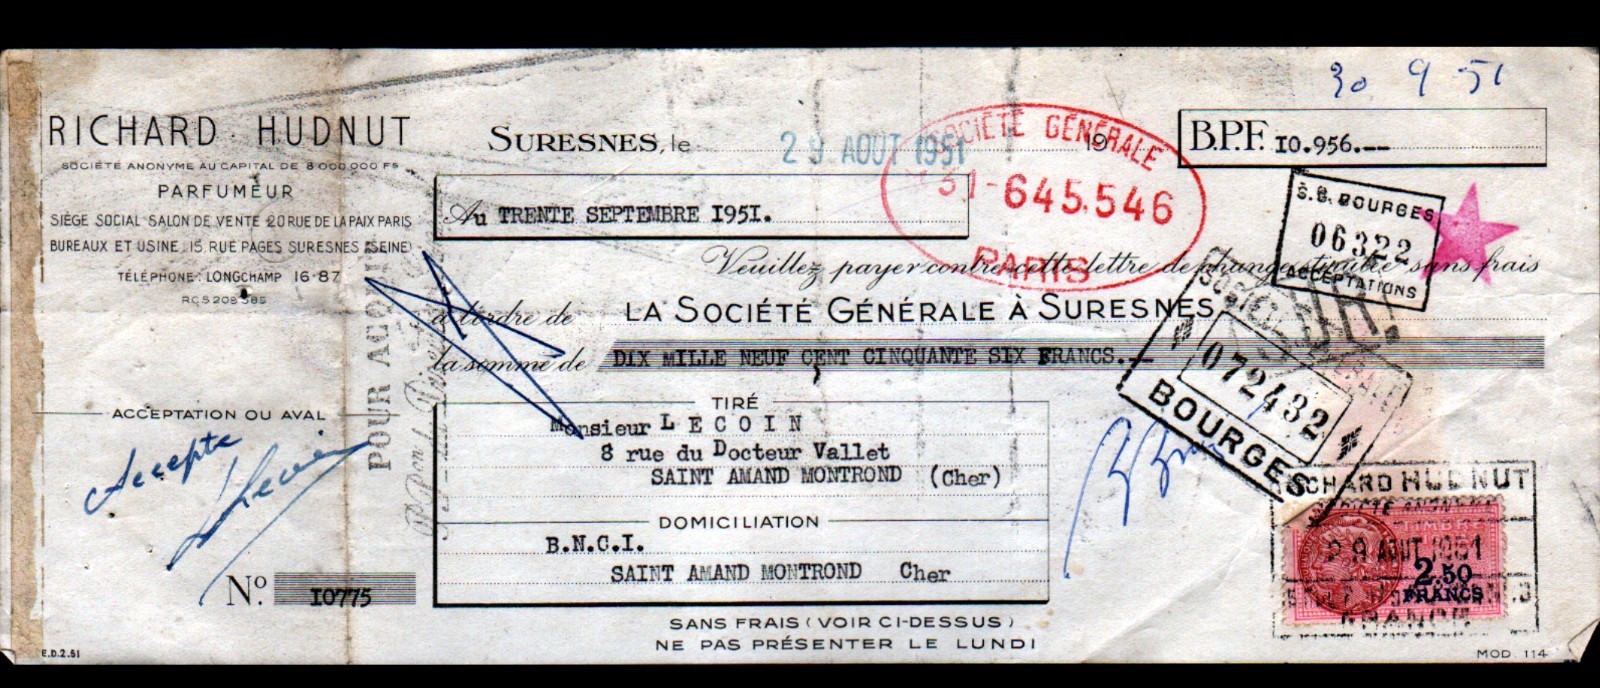 30 9 51
RICHARD HUDNUT
SOCIÉTÉ ANONYME AU CAPITAL DE 8 000 000 FS
PARFUMEUR
SIÈGE SOCIAL SALON DE VENTE 20 RUE DE LA PAIX PARIS
BUREAUX ET USINE 15, RUE PAGES SURESNES (SEINE)
TÉLÉPHONE: LONGCHAMP 16-87
SURESNES, le 29 AOUT 1951 19
B.P.F. 10.956.--
SOCIÉTÉ GÉNÉRALE
31-645.546
PARIS
Au TRENTE SEPTEMBRE 1951.
S.G. BOURGES
06322
ACCEPTATIONS
Veuillez payer contre cette lettre de change stipulée sans frais
à l'ordre de LA SOCIÉTÉ GÉNÉRALE À SURESNES
la somme de DIX MILLE NEUF CENT CINQUANTE SIX FRANCS.--
072432
BOURGES
POUR
ACCEPTATION OU AVAL
Accepté
Lecoin
No. 10775
TIRÉ
Monsieur LECOIN
8 rue du Docteur Vallet
SAINT AMAND MONTROND (Cher)
DOMICILIATION
B.N.C.I.
SAINT AMAND MONTROND Cher
RICHARD HUDNUT
29 AOUT 1951
2.50
FRANCS
SANS FRAIS (VOIR CI-DESSUS)
NE PAS PRÉSENTER LE LUNDI
E.D.2.51
MOD. 114